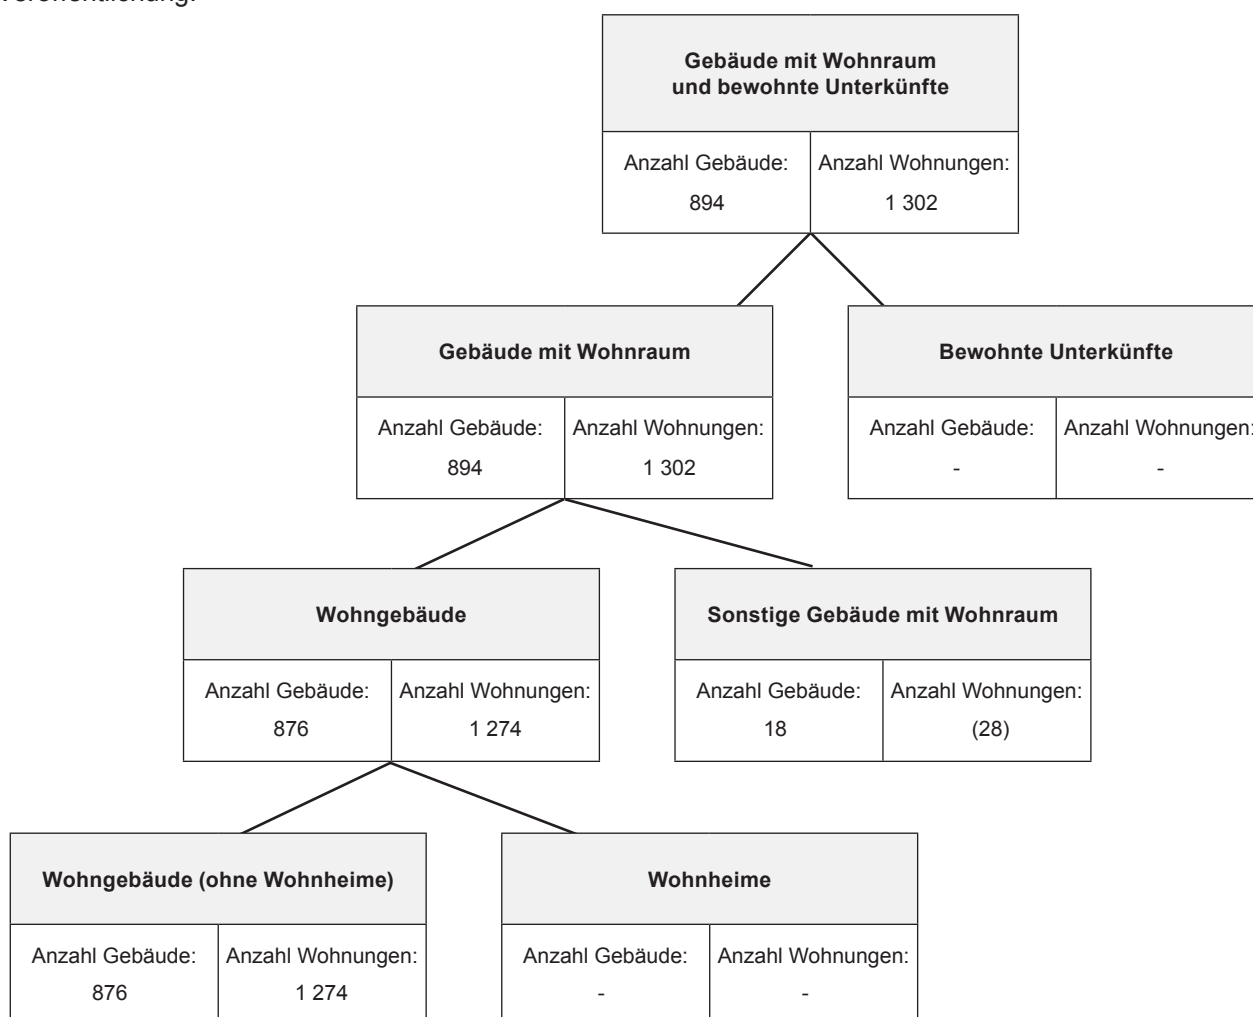 Veröffentlichung.
Gebäude mit Wohnraum
und bewohnte Unterkünfte
Anzahl Gebäude: Anzahl Wohnungen:
894 1 302
Gebäude mit Wohnraum Bewohnte Unterkünfte
Anzahl Gebäude: Anzahl Wohnungen: Anzahl Gebäude: Anzahl Wohnungen:
894 1 302 - -
Wohngebäude Sonstige Gebäude mit Wohnraum
Anzahl Gebäude: Anzahl Wohnungen: Anzahl Gebäude: Anzahl Wohnungen:
876 1 274 18 (28)
Wohngebäude (ohne Wohnheime) Wohnheime
Anzahl Gebäude: Anzahl Wohnungen: Anzahl Gebäude: Anzahl Wohnungen:
876 1 274 - -